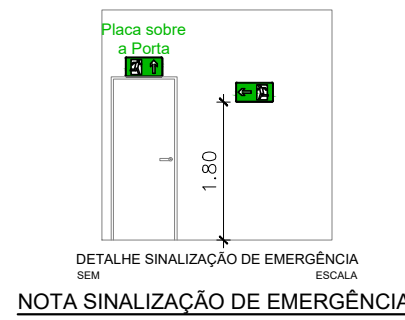 Placa sobre
a Porta
1.80
DETALHE SINALIZAÇÃO DE EMERGÊNCIA
SEM ESCALA
NOTA SINALIZAÇÃO DE EMERGÊNCIA